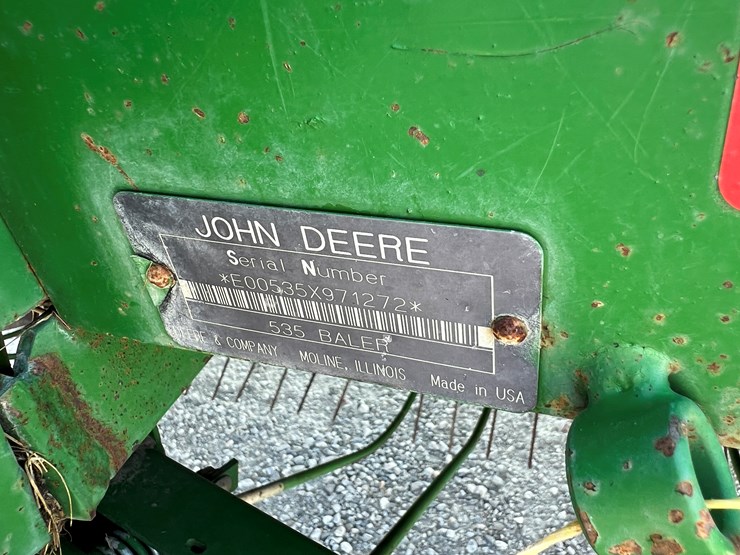 JOHN DEERE
Serial Number
*E00535X971272*
535 BALER
& COMPANY MOLINE, ILLINOIS Made in USA